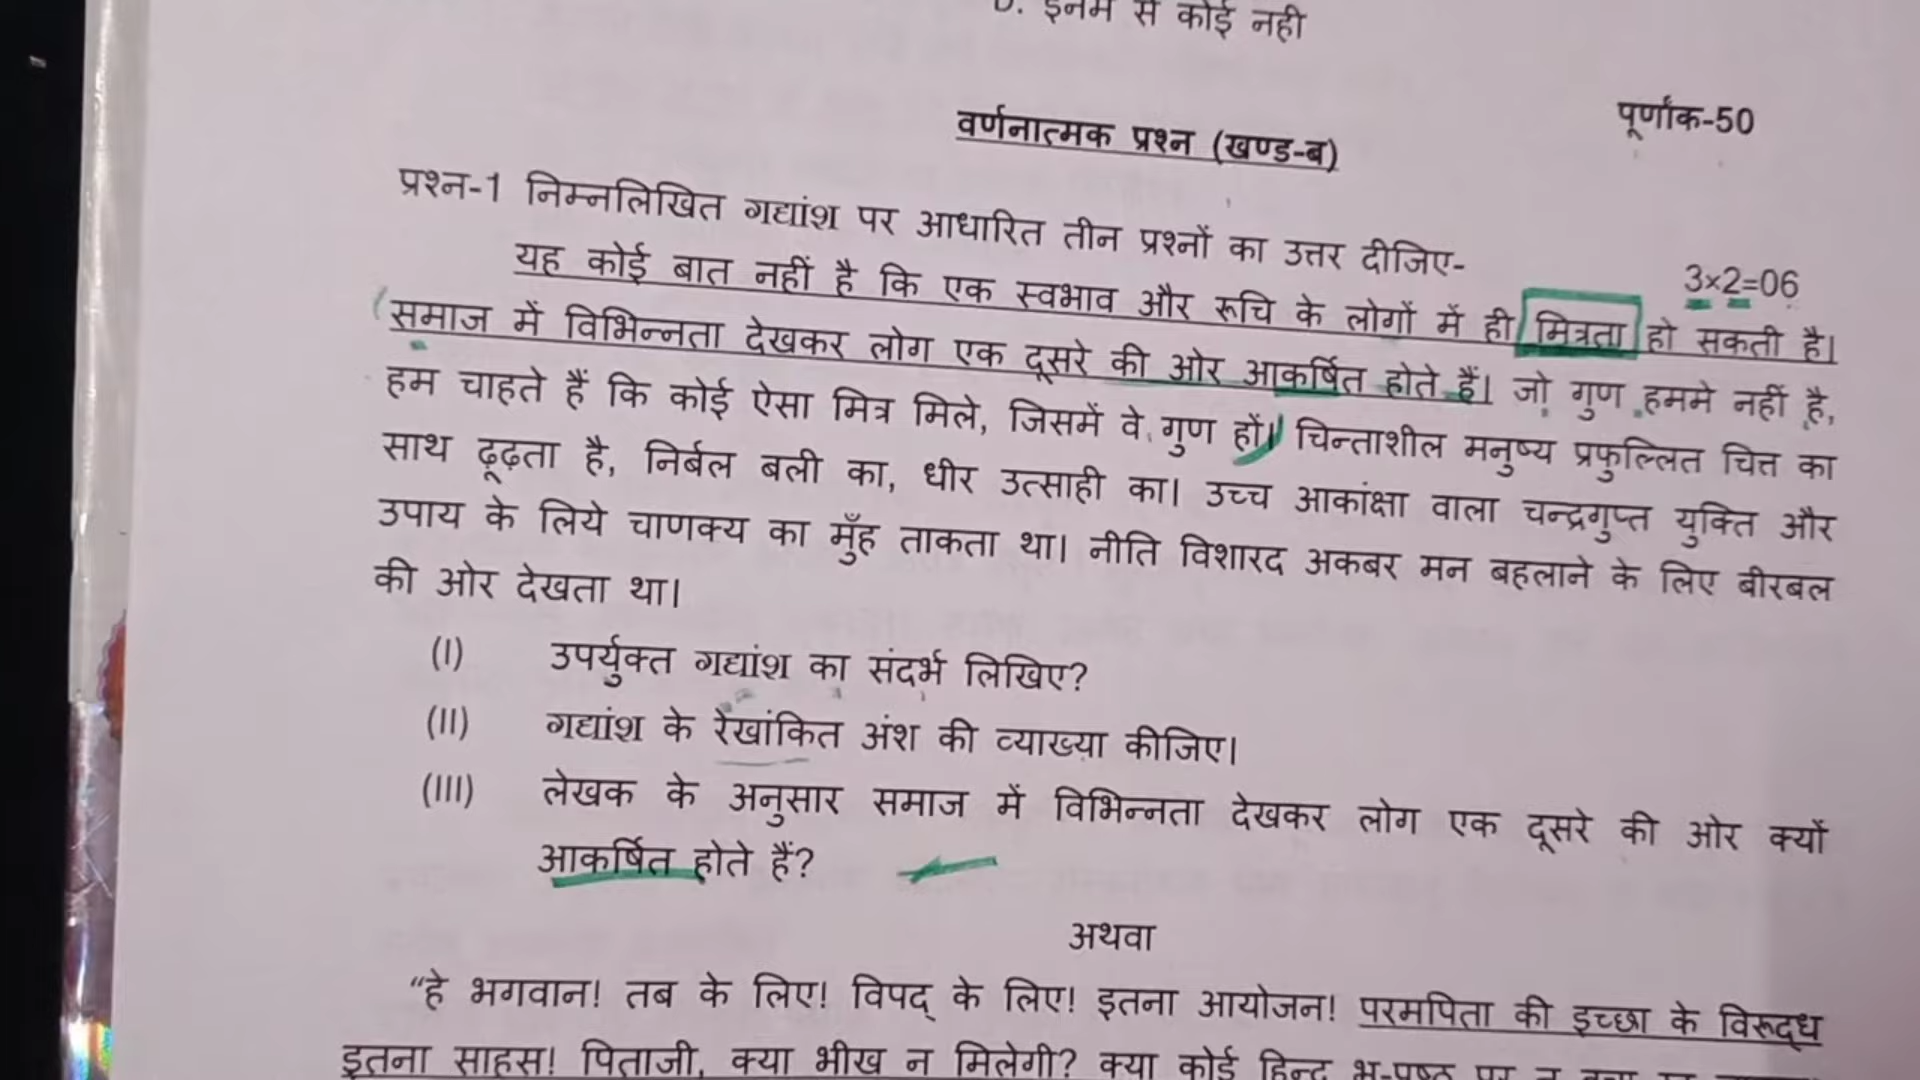 D. इनमें से कोई नही
पूर्णांक-50
वर्णनात्मक प्रश्न (खण्ड-ब)
प्रश्न-1 निम्नलिखित गद्यांश पर आधारित तीन प्रश्नों का उत्तर दीजिए-
3×2=06
यह कोई बात नहीं है कि एक स्वभाव और रूचि के लोगों में ही मित्रता हो सकती है।
समाज में विभिन्नता देखकर लोग एक दूसरे की ओर आकर्षित होते हैं। जो गुण हममे नहीं है,
हम चाहते हैं कि कोई ऐसा मित्र मिले, जिसमें वे गुण हों। चिन्ताशील मनुष्य प्रफुल्लित चित्त का
साथ ढ़ूढ़ता है, निर्बल बली का, धीर उत्साही का। उच्च आकांक्षा वाला चन्द्रगुप्त युक्ति और
उपाय के लिये चाणक्य का मुँह ताकता था। नीति विशारद अकबर मन बहलाने के लिए बीरबल
की ओर देखता था।
(I) उपर्युक्त गद्यांश का संदर्भ लिखिए?
(II) गद्यांश के रेखांकित अंश की व्याख्या कीजिए।
(III) लेखक के अनुसार समाज में विभिन्नता देखकर लोग एक दूसरे की ओर क्यों
आकर्षित होते हैं?
अथवा
“हे भगवान! तब के लिए! विपद् के लिए! इतना आयोजन! परमपिता की इच्छा के विरूद्ध
इतना साहस! पिताजी, क्या भीख न मिलेगी? क्या कोई हिन्दू भू-पृष्ठ पर न